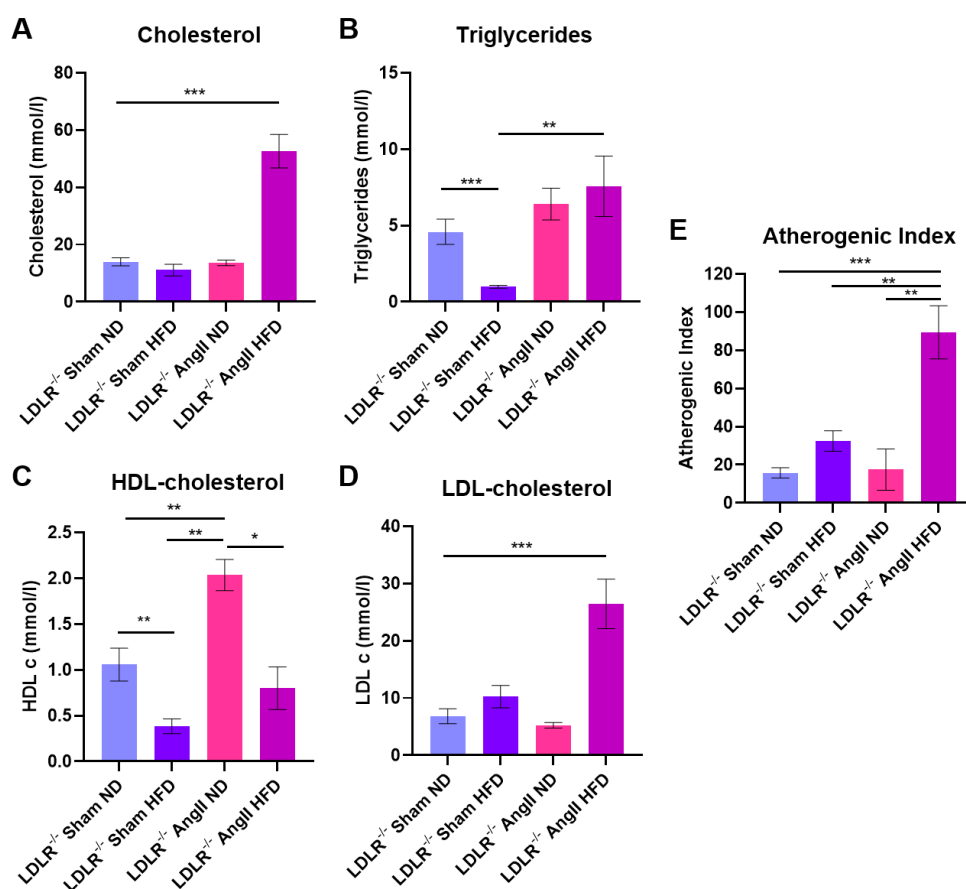 A
Cholesterol
Cholesterol (mmol/l)
80
60
40
20
0
***
LDLR-/- Sham ND
LDLR-/- Sham HFD
LDLR-/- AngII ND
LDLR-/- AngII HFD
B
Triglycerides
Triglycerides (mmol/l)
15
10
5
0
***
**
LDLR-/- Sham ND
LDLR-/- Sham HFD
LDLR-/- AngII ND
LDLR-/- AngII HFD
C
HDL-cholesterol
HDL c (mmol/l)
2.5
2.0
1.5
1.0
0.5
0.0
**
**
*
**
LDLR-/- Sham ND
LDLR-/- Sham HFD
LDLR-/- AngII ND
LDLR-/- AngII HFD
D
LDL-cholesterol
LDL c (mmol/l)
40
30
20
10
0
***
LDLR-/- Sham ND
LDLR-/- Sham HFD
LDLR-/- AngII ND
LDLR-/- AngII HFD
E
Atherogenic Index
Atherogenic Index
120
100
80
60
40
20
0
***
**
**
LDLR-/- Sham ND
LDLR-/- Sham HFD
LDLR-/- AngII ND
LDLR-/- AngII HFD